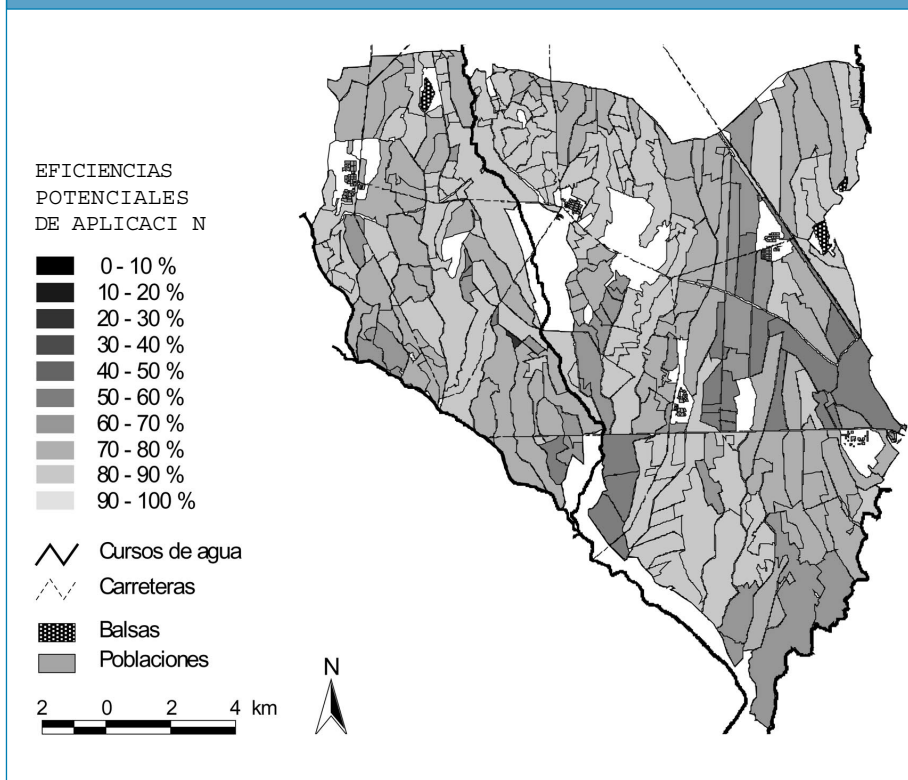 EFICIENCIAS
POTENCIALES
DE APLICACI N
0 - 10 %
10 - 20 %
20 - 30 %
30 - 40 %
40 - 50 %
50 - 60 %
60 - 70 %
70 - 80 %
80 - 90 %
90 - 100 %
Cursos de agua
Carreteras
Balsas
Poblaciones
2 0 2 4 km
N